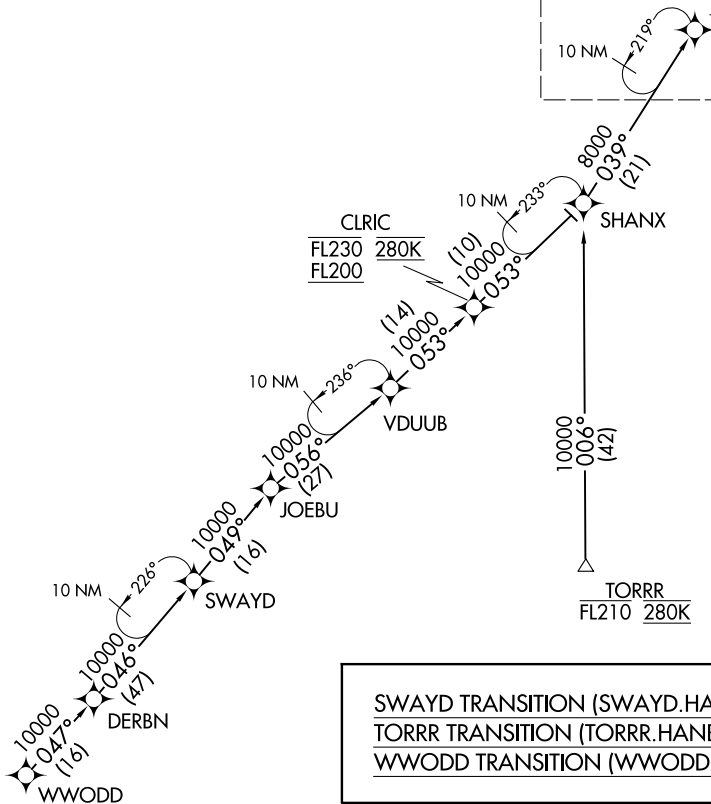 219°
10 NM
8000
039°
(21)
SHANX
233°
10 NM
(10)
10000
053°
CLRIC
FL230 280K
FL200
(14)
10000
053°
VDUUB
236°
10 NM
10000
056°
(27)
JOEBU
10000
049°
(16)
SWAYD
226°
10 NM
10000
046°
(47)
DERBN
10000
047°
(16)
WWODD
10000
006°
(42)
TORRR
FL210 280K
SWAYD TRANSITION (SWAYD.HA
TORRR TRANSITION (TORRR.HANE
WWODD TRANSITION (WWODD